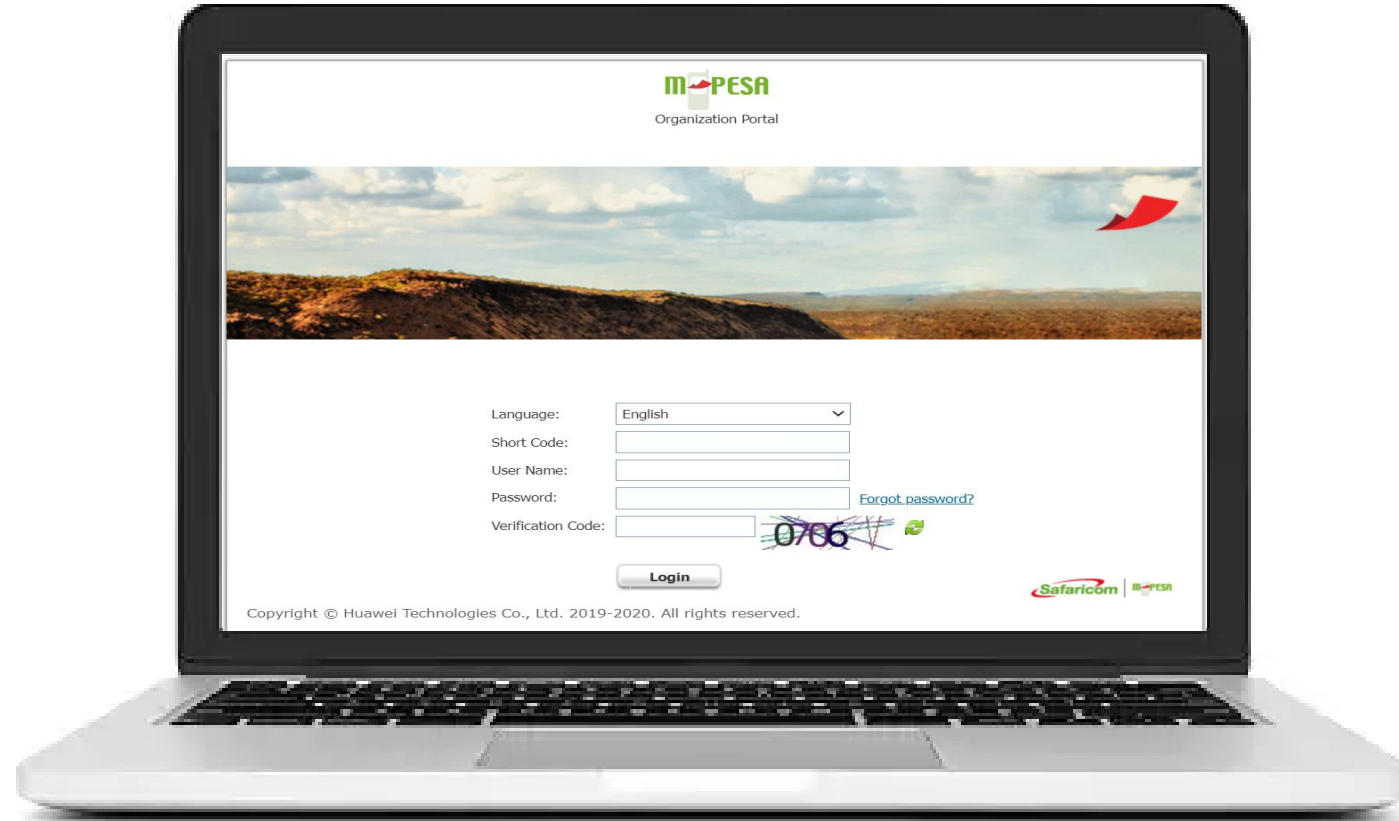 M-PESA
Organization Portal
Language: English
Short Code:
User Name:
Password: Forgot password?
Verification Code: 0706
Login
Safaricom M-PESA
Copyright © Huawei Technologies Co., Ltd. 2019-2020. All rights reserved.